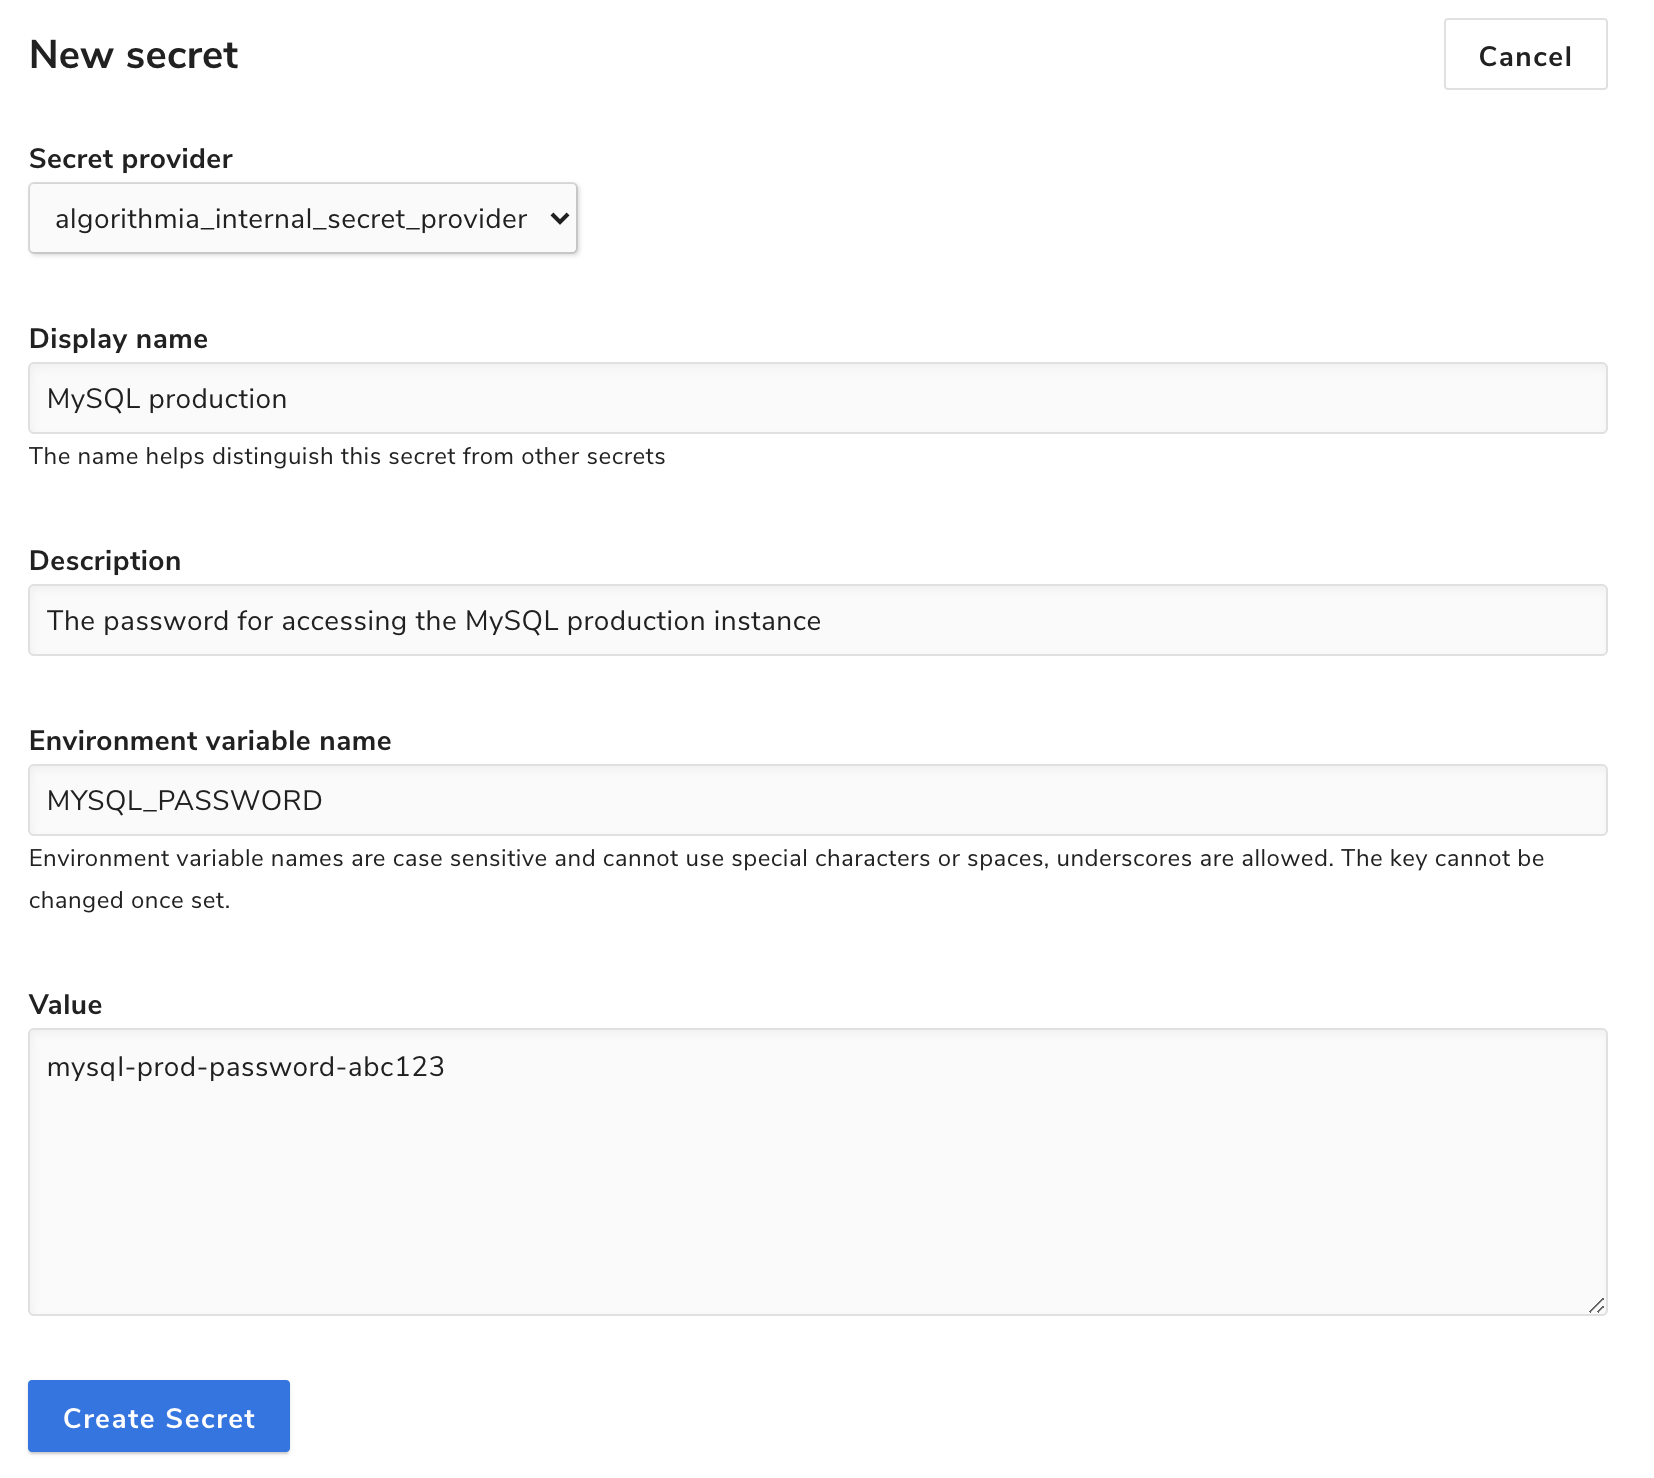 New secret
Cancel
Secret provider
algorithmia_internal_secret_provider
Display name
MySQL production
The name helps distinguish this secret from other secrets
Description
The password for accessing the MySQL production instance
Environment variable name
MYSQL_PASSWORD
Environment variable names are case sensitive and cannot use special characters or spaces, underscores are allowed. The key cannot be
changed once set.
Value
mysql-prod-password-abc123
Create Secret